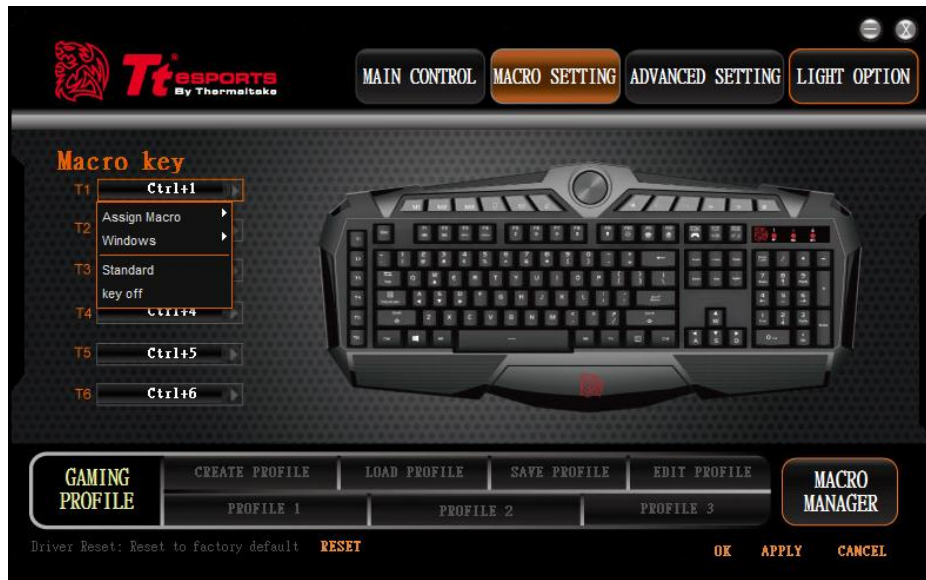 Tt eSPORTS
By Thermaltake
MAIN CONTROL
MACRO SETTING
ADVANCED SETTING
LIGHT OPTION
Macro key
T1 Ctrl+1
Assign Macro
T2
Windows
T3
Standard
key off
T4 Ctrl+4
T5 Ctrl+5
T6 Ctrl+6
GAMING
PROFILE
CREATE PROFILE
LOAD PROFILE
SAVE PROFILE
EDIT PROFILE
PROFILE 1
PROFILE 2
PROFILE 3
MACRO
MANAGER
Driver Reset: Reset to factory default RESET
OK
APPLY
CANCEL